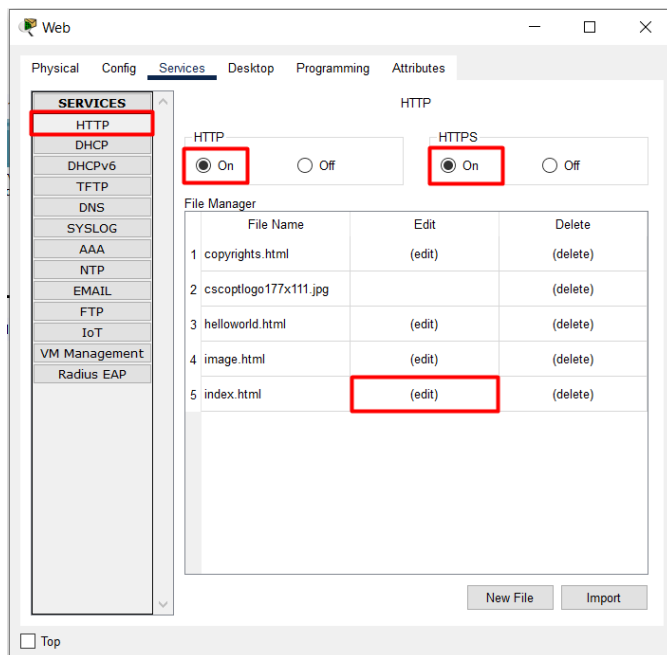 Web
Physical Config Services Desktop Programming Attributes
SERVICES
HTTP
DHCP
DHCPv6
TFTP
DNS
SYSLOG
AAA
NTP
EMAIL
FTP
IoT
VM Management
Radius EAP
HTTP
HTTP
On Off
HTTPS
On Off
File Manager
File Name Edit Delete
1 copyrights.html (edit) (delete)
2 cscoptlogo177x111.jpg (delete)
3 helloworld.html (edit) (delete)
4 image.html (edit) (delete)
5 index.html (edit) (delete)
New File Import
Top